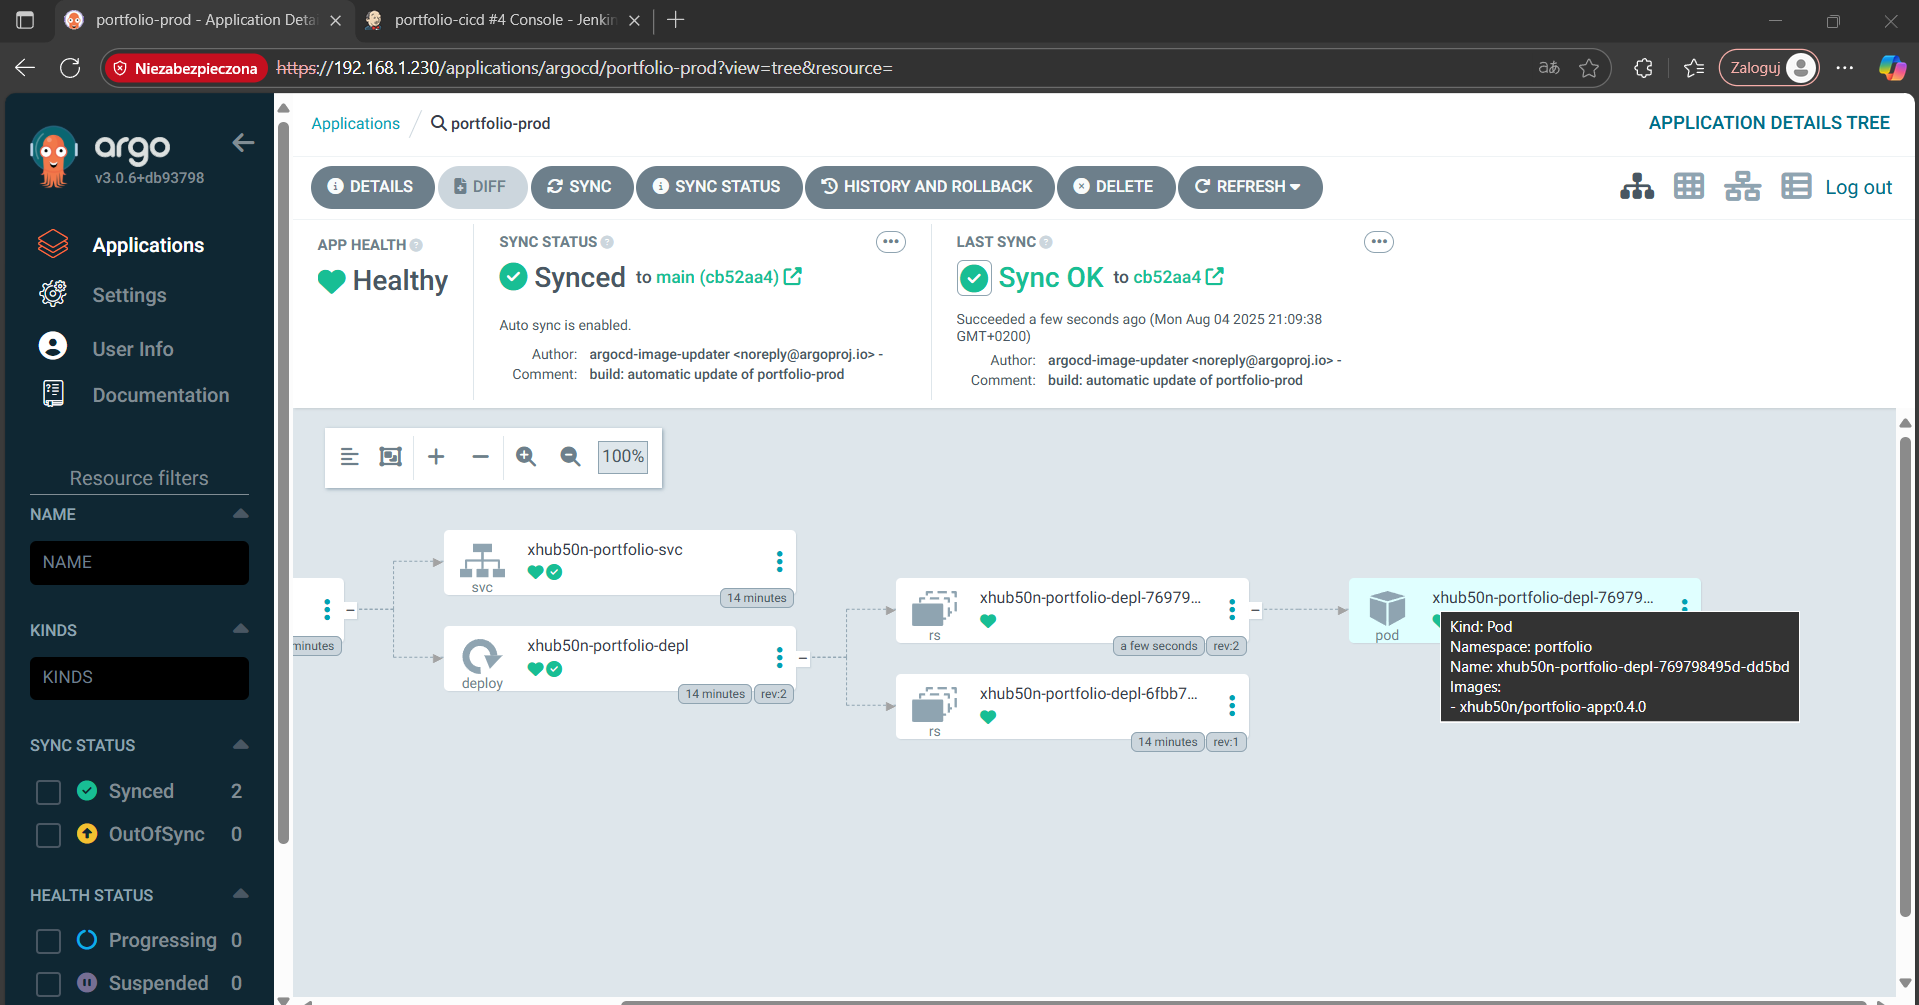 portfolio-prod - Application Deta
portfolio-cicd #4 Console - Jenkin
Niezabezpieczona
https://192.168.1.230/applications/argocd/portfolio-prod?view=tree&resource=
aあ
Zaloguj
argo
v3.0.6+db93798
Applications
Settings
User Info
Documentation
Resource filters
NAME
NAME
KINDS
KINDS
SYNC STATUS
Synced 2
OutOfSync 0
HEALTH STATUS
Progressing 0
Suspended 0
Applications / portfolio-prod
APPLICATION DETAILS TREE
DETAILS DIFF SYNC SYNC STATUS HISTORY AND ROLLBACK DELETE REFRESH
Log out
APP HEALTH
Healthy
SYNC STATUS
Synced to main (cb52aa4)
Auto sync is enabled.
Author: argocd-image-updater <noreply@argoproj.io> -
Comment: build: automatic update of portfolio-prod
LAST SYNC
Sync OK to cb52aa4
Succeeded a few seconds ago (Mon Aug 04 2025 21:09:38
GMT+0200)
Author: argocd-image-updater <noreply@argoproj.io> -
Comment: build: automatic update of portfolio-prod
100%
minutes
xhub50n-portfolio-svc
svc
14 minutes
xhub50n-portfolio-depl
deploy
14 minutes rev:2
xhub50n-portfolio-depl-76979...
rs
a few seconds rev:2
xhub50n-portfolio-depl-6fbb7...
rs
14 minutes rev:1
xhub50n-portfolio-depl-76979...
pod
Kind: Pod
Namespace: portfolio
Name: xhub50n-portfolio-depl-769798495d-dd5bd
Images:
- xhub50n/portfolio-app:0.4.0